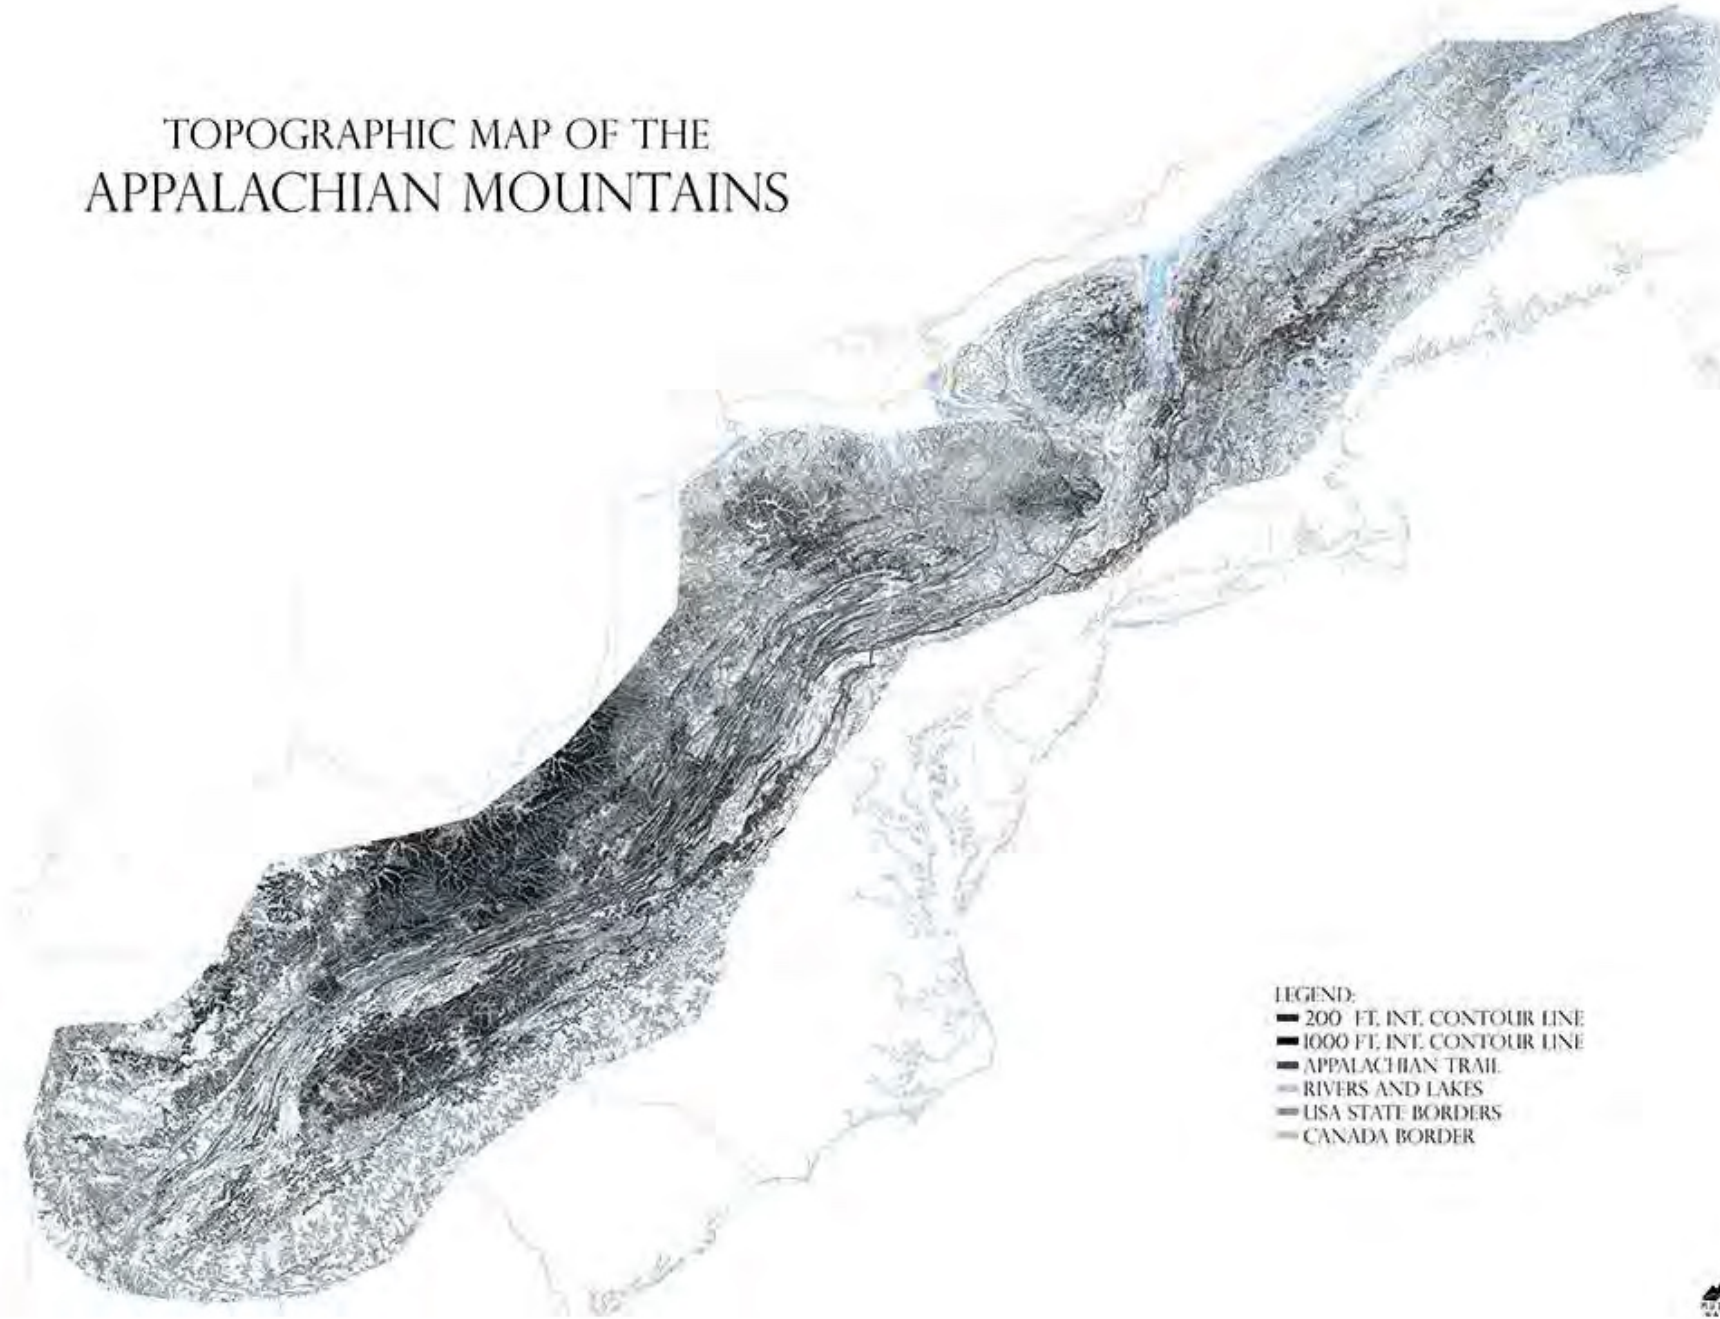 TOPOGRAPHIC MAP OF THE
APPALACHIAN MOUNTAINS
LEGEND:
200 FT. INT. CONTOUR LINE
1000 FT. INT. CONTOUR LINE
APPALACHIAN TRAIL
RIVERS AND LAKES
USA STATE BORDERS
CANADA BORDER